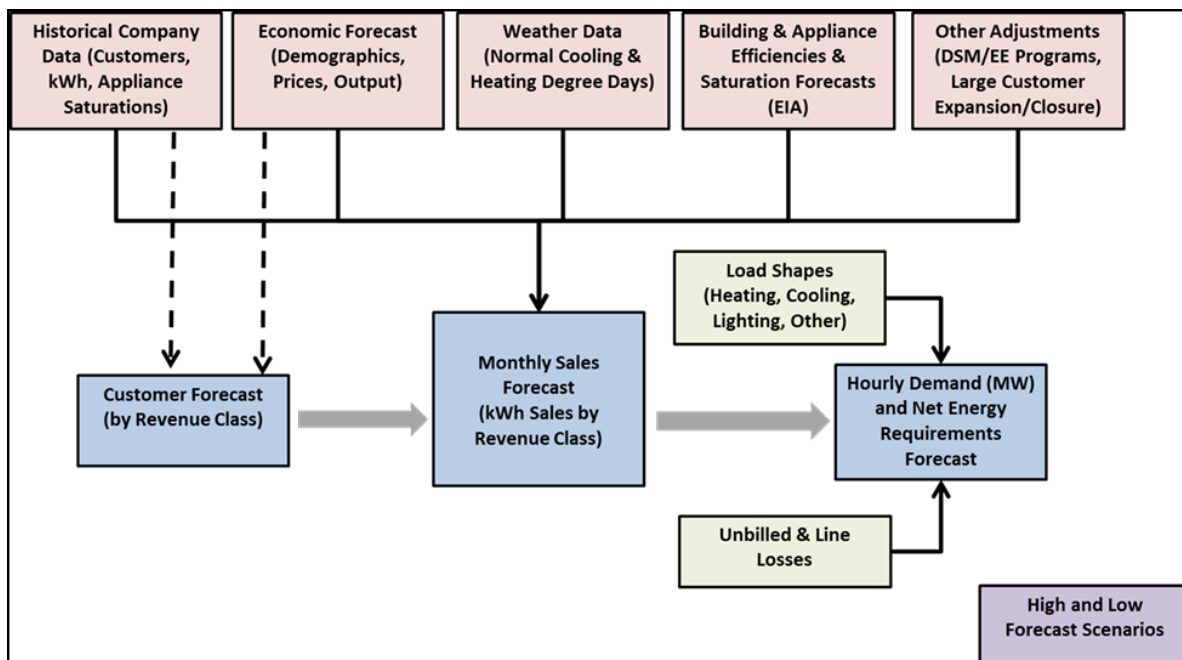 Historical Company
Data (Customers,
kWh, Appliance
Saturations)
Economic Forecast
(Demographics,
Prices, Output)
Weather Data
(Normal Cooling &
Heating Degree Days)
Building & Appliance
Efficiencies &
Saturation Forecasts
(EIA)
Other Adjustments
(DSM/EE Programs,
Large Customer
Expansion/Closure)
Load Shapes
(Heating, Cooling,
Lighting, Other)
Customer Forecast
(by Revenue Class)
Monthly Sales
Forecast
(kWh Sales by
Revenue Class)
Hourly Demand (MW)
and Net Energy
Requirements
Forecast
Unbilled & Line
Losses
High and Low
Forecast Scenarios